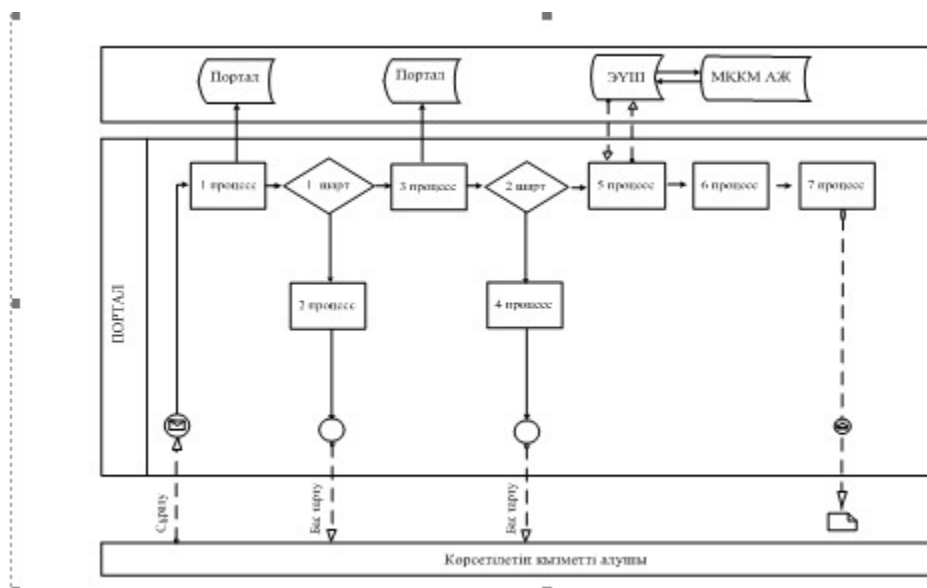 Портал
Портал
ЭҮШ
МККМ АЖ
1 процесс
1 шарт
3 процесс
2 шарт
5 процесс
6 процесс
7 процесс
2 процесс
4 процесс
ПОРТАЛ
Сұрату
Бас тарту
Бас тарту
Көрсетілетін қызметті алушы